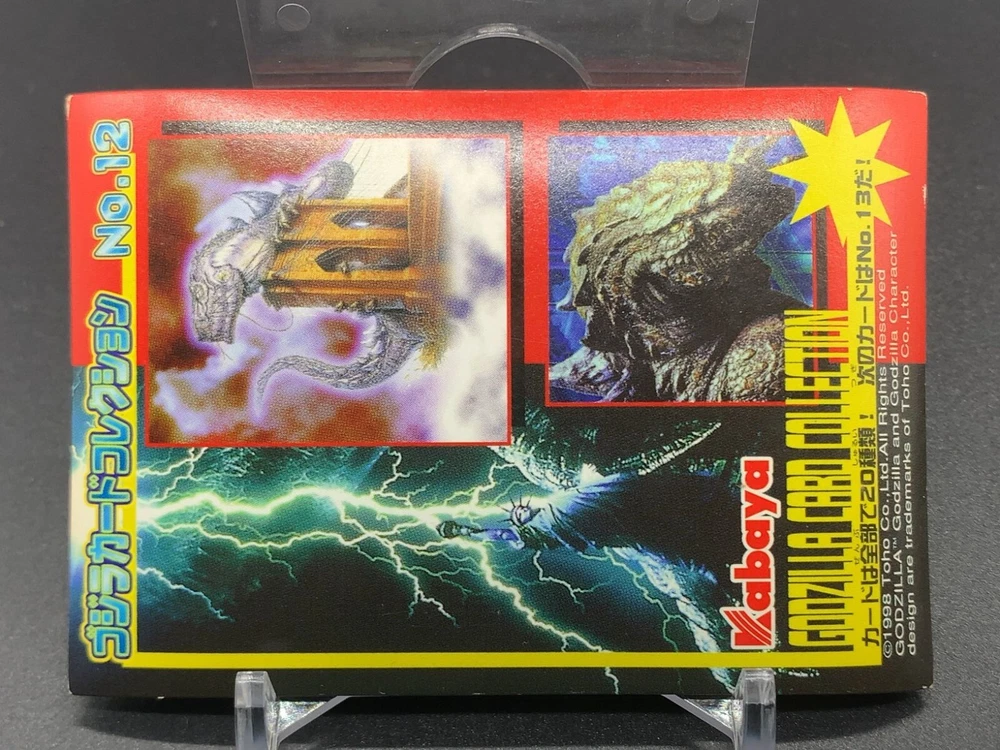 ゴジラカードコレクション No.12
Kabaya
GODZILLA CARD COLLECTION
カードは全部で20種類! 次のカードはNo.13だ!
©1998 Toho Co.,Ltd.All Rights Reserved
GODZILLA™ Godzilla and Godzilla Character
design are trademarks of Toho Co.,Ltd.